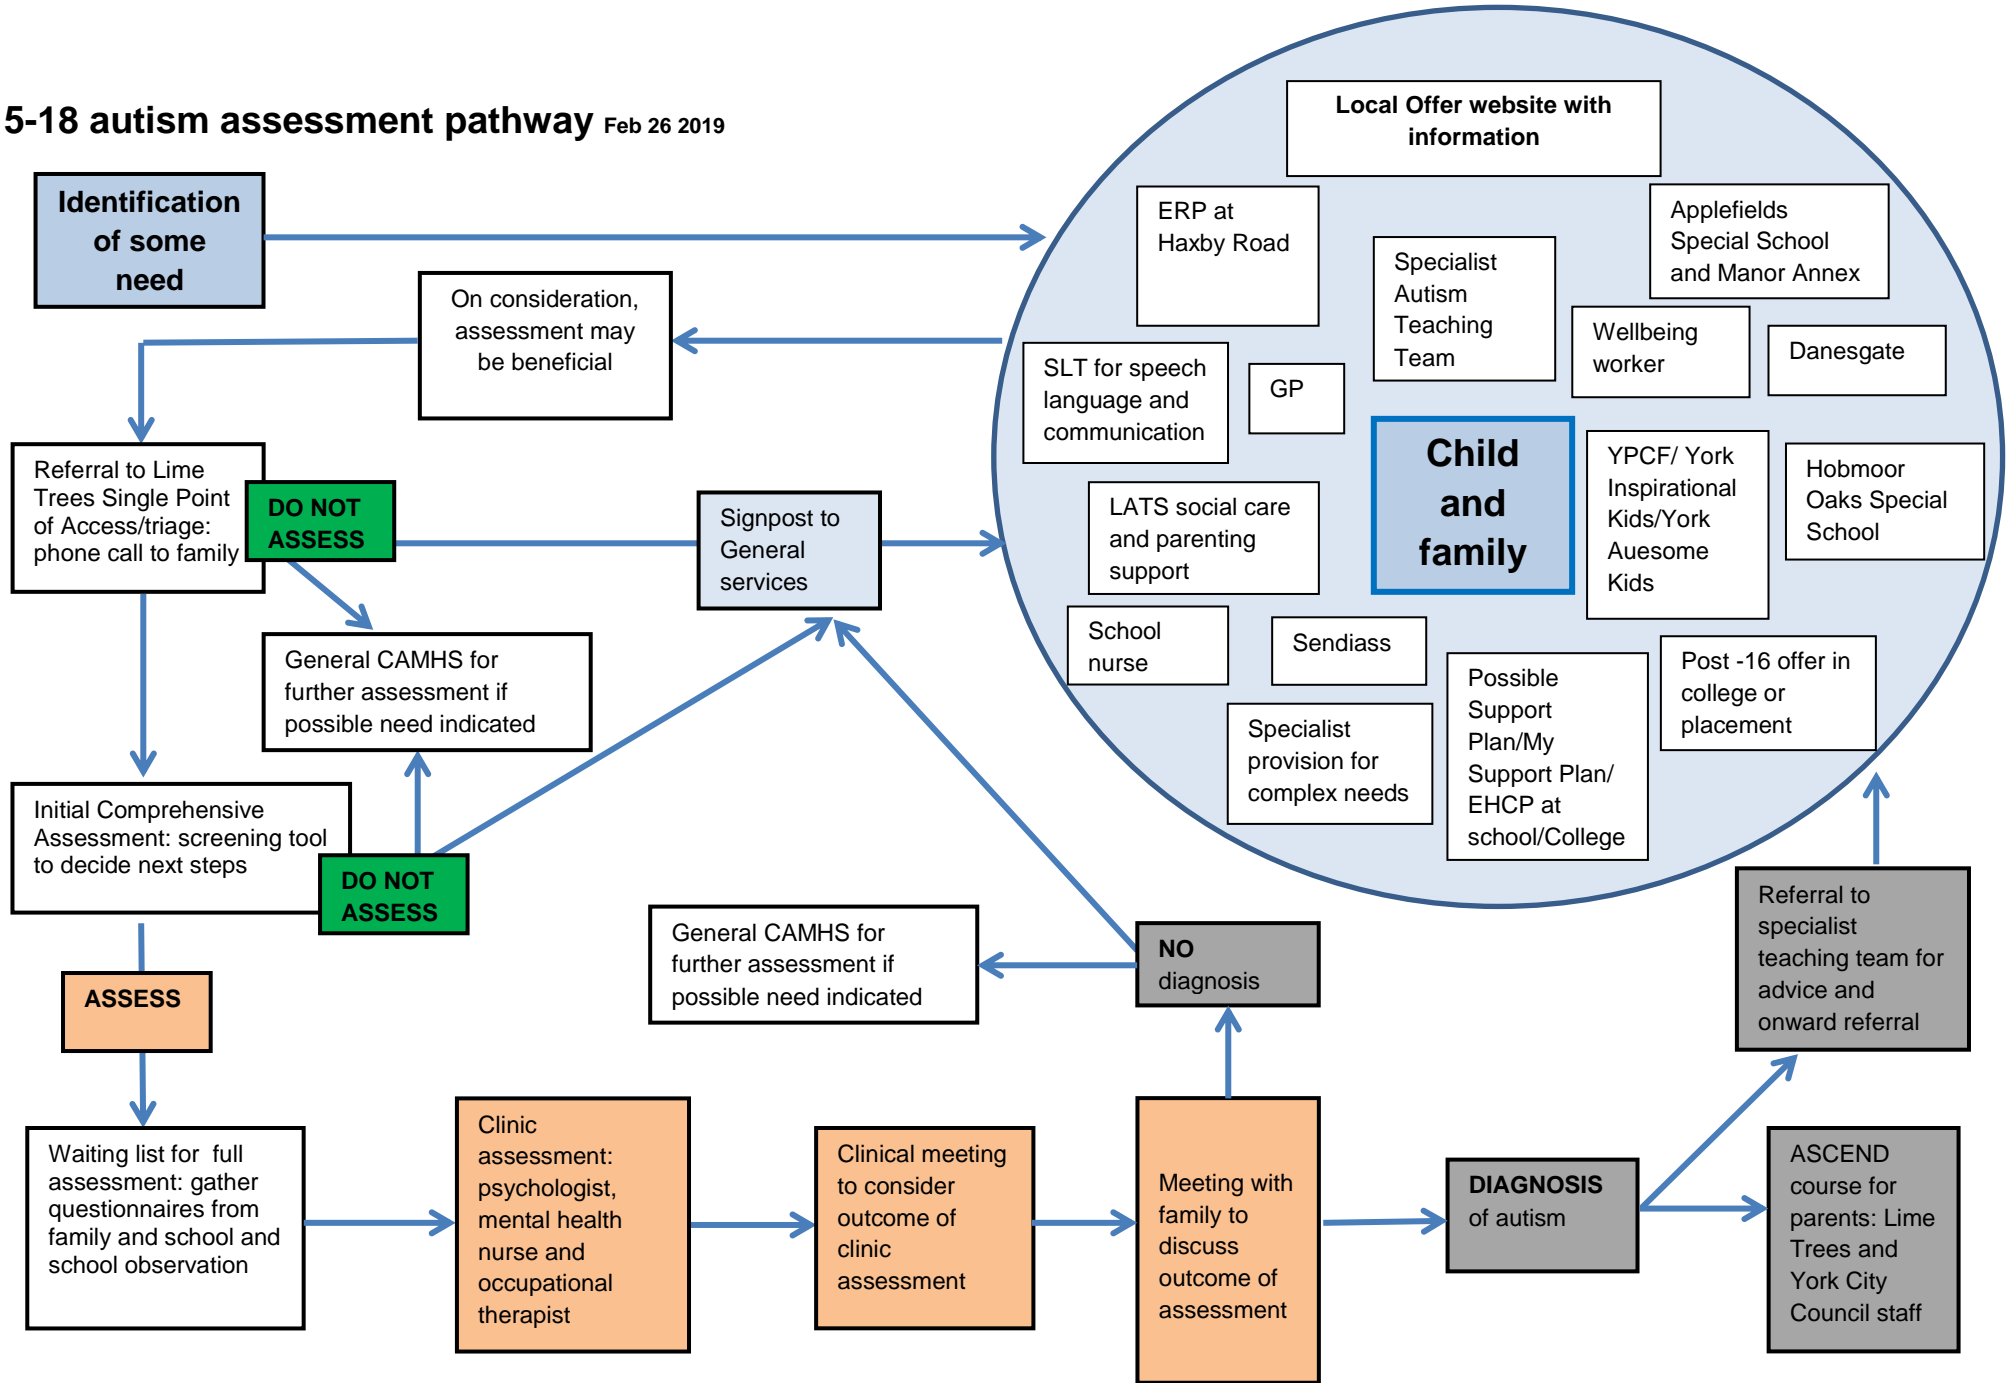 5-18 autism assessment pathway Feb 26 2019
Identification
of some
need
On consideration,
assessment may
be beneficial
Referral to Lime
Trees Single Point
of Access/triage:
phone call to family
DO NOT
ASSESS
Signpost to
General
services
General CAMHS for
further assessment if
possible need indicated
Initial Comprehensive
Assessment: screening tool
to decide next steps
DO NOT
ASSESS
ASSESS
Waiting list for  full
assessment: gather
questionnaires from
family and school and
school observation
Clinic
assessment:
psychologist,
mental health
nurse and
occupational
therapist
Clinical meeting
to consider
outcome of
clinic
assessment
Meeting with
family to
discuss
outcome of
assessment
NO
diagnosis
General CAMHS for
further assessment if
possible need indicated
DIAGNOSIS
of autism
Referral to
specialist
teaching team for
advice and
onward referral
ASCEND
course for
parents: Lime
Trees and
York City
Council staff
Local Offer website with
information
ERP at
Haxby Road
Specialist
Autism
Teaching
Team
Applefields
Special School
and Manor Annex
Wellbeing
worker
Danesgate
SLT for speech
language and
communication
GP
Child
and
family
YPCF/ York
Inspirational
Kids/York
Auesome
Kids
Hobmoor
Oaks Special
School
LATS social care
and parenting
support
School
nurse
Sendiass
Specialist
provision for
complex needs
Possible
Support
Plan/My
Support Plan/
EHCP at
school/College
Post -16 offer in
college or
placement